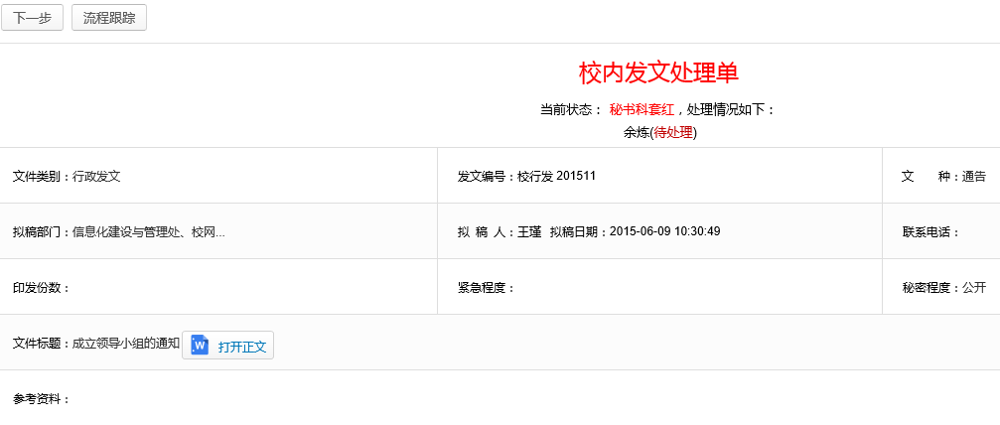 下一步 流程跟踪
校内发文处理单
当前状态： 秘书科套红，处理情况如下：
余炼(待处理)
文件类别：行政发文 发文编号：校行发 201511 文 种：通告
拟稿部门：信息化建设与管理处、校网... 拟 稿 人：王瑾 拟稿日期：2015-06-09 10:30:49 联系电话：
印发份数： 紧急程度： 秘密程度：公开
文件标题：成立领导小组的通知 W 打开正文
参考资料：